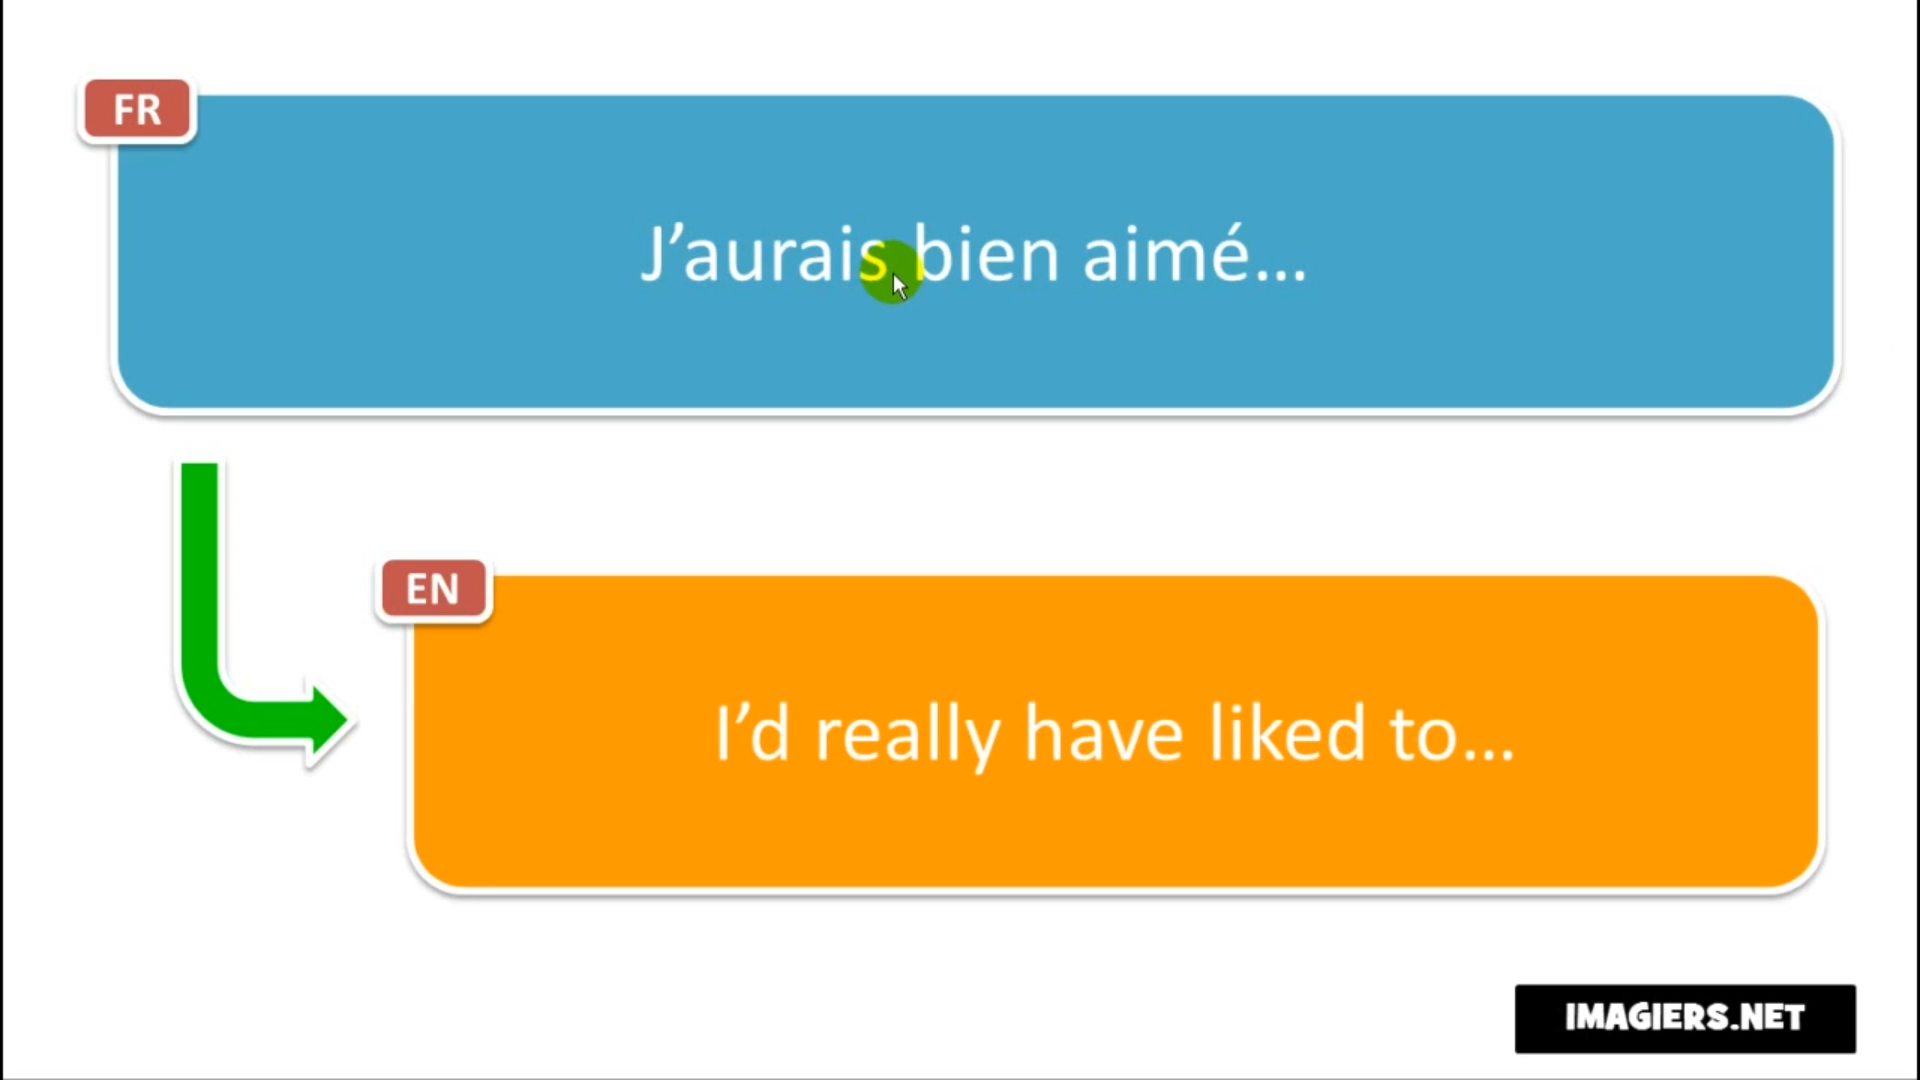 FR
J’aurais bien aimé...
EN
I’d really have liked to...
IMAGIERS.NET